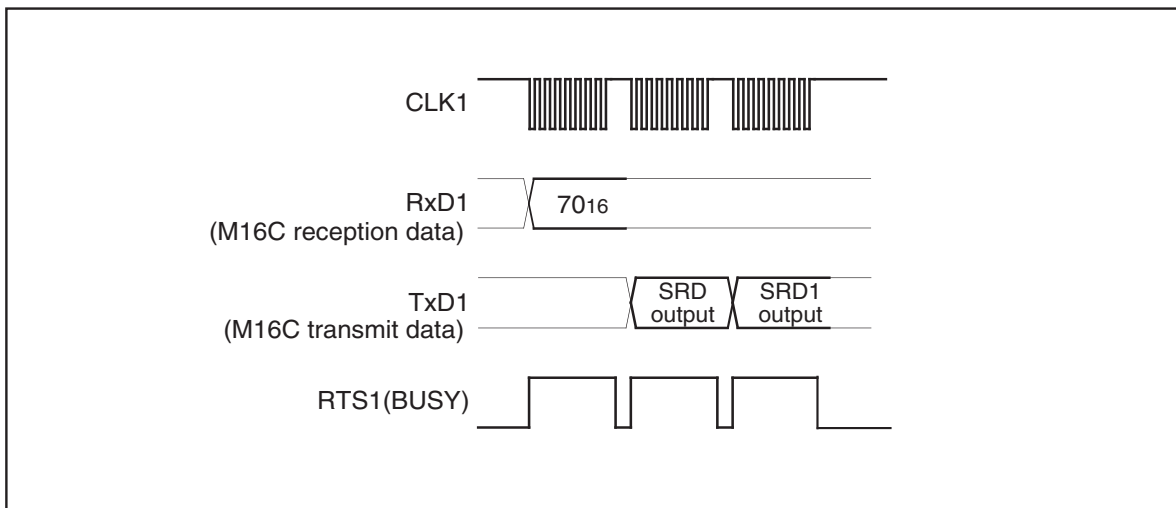 CLK1
RxD1
(M16C reception data)
7016
TxD1
(M16C transmit data)
SRD
output
SRD1
output
RTS1(BUSY)